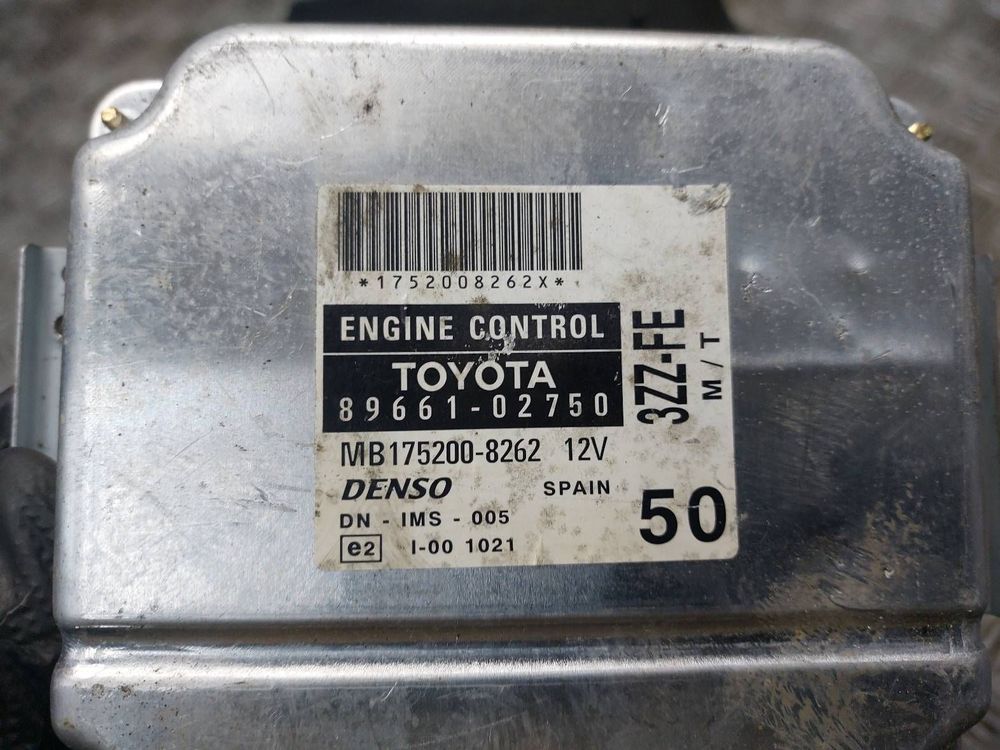 *1752008262X*
ENGINE CONTROL
TOYOTA
89661-02750
3ZZ-FE
M/T
MB175200-8262 12V
DENSO SPAIN
DN - IMS - 005
50
e2 I-00 1021